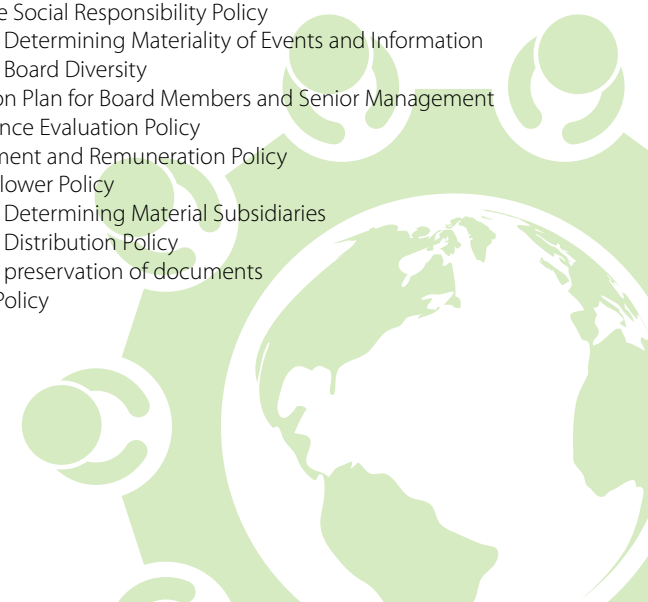 e Social Responsibility Policy
Determining Materiality of Events and Information
Board Diversity
on Plan for Board Members and Senior Management
nce Evaluation Policy
ment and Remuneration Policy
lower Policy
Determining Material Subsidiaries
Distribution Policy
preservation of documents
Policy